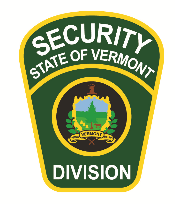 SECURITY
STATE OF VERMONT
VERMONT
DIVISION